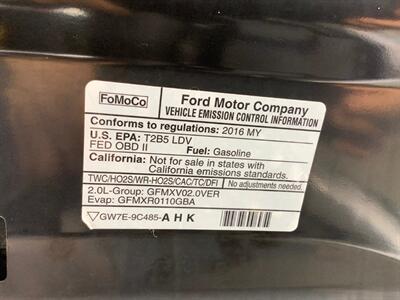 FoMoCo
Ford Motor Company
VEHICLE EMISSION CONTROL INFORMATION
Conforms to regulations: 2016 MY
U.S. EPA: T2B5 LDV
FED OBD II Fuel: Gasoline
California: Not for sale in states with
California emissions standards.
TWC/HO2S/WR-HO2S/CAC/TC/DFI No adjustments needed.
2.0L-Group: GFMXV02.0VER
Evap: GFMXR0110GBA
GW7E-9C485-AHK